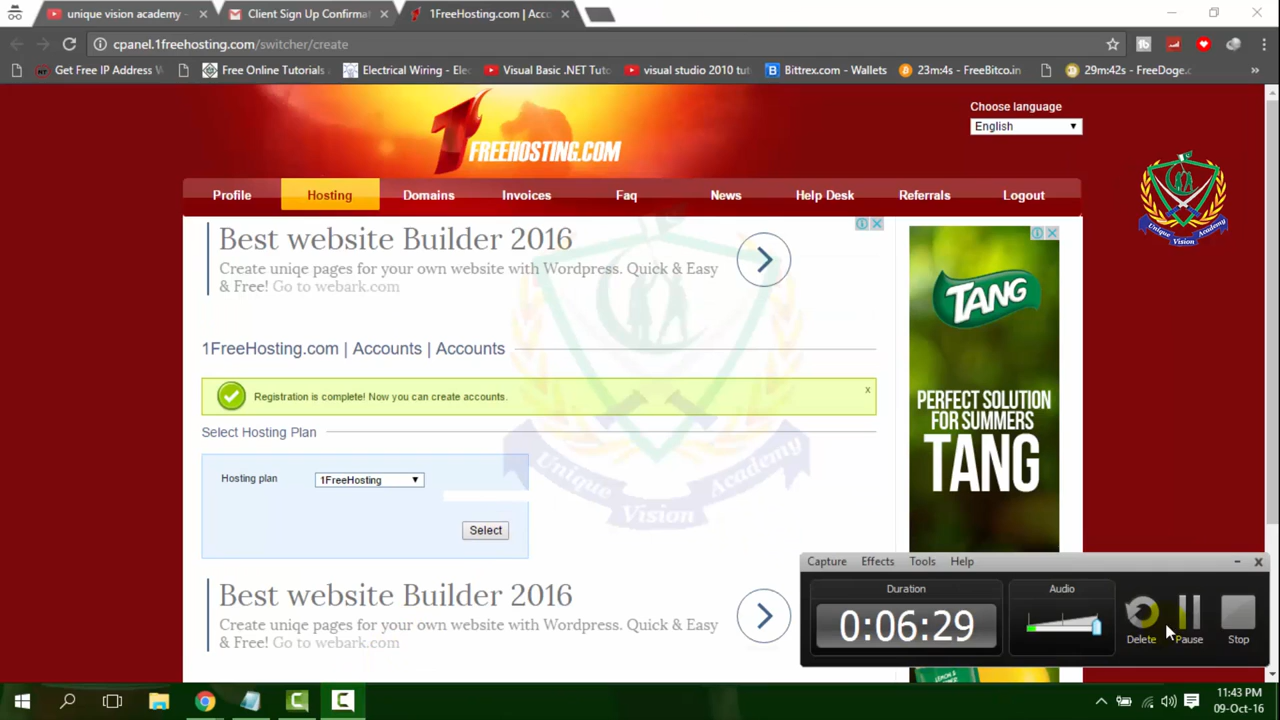 unique vision academy -
Client Sign Up Confirmat
1FreeHosting.com | Acco
cpanel.1freehosting.com/switcher/create
Get Free IP Address
Free Online Tutorials
Electrical Wiring - Elec
Visual Basic .NET Tuto
visual studio 2010 tut
Bittrex.com - Wallets
23m:4s - FreeBitco.in
29m:42s - FreeDoge.c
Choose language
English
1FREEHOSTING.COM
Profile
Hosting
Domains
Invoices
Faq
News
Help Desk
Referrals
Logout
Best website Builder 2016
Create uniqe pages for your own website with Wordpress. Quick & Easy
& Free! Go to webark.com
TANG
PERFECT SOLUTION
FOR SUMMERS
TANG
1FreeHosting.com | Accounts | Accounts
Registration is complete! Now you can create accounts.
x
Select Hosting Plan
Hosting plan
1FreeHosting
Select
Unique Vision Academy
Best website Builder 2016
Create uniqe pages for your own website with Wordpress. Quick & Easy
& Free! Go to webark.com
Capture
Effects
Tools
Help
Duration
0:06:29
Audio
Delete
Pause
Stop
11:43 PM
09-Oct-16